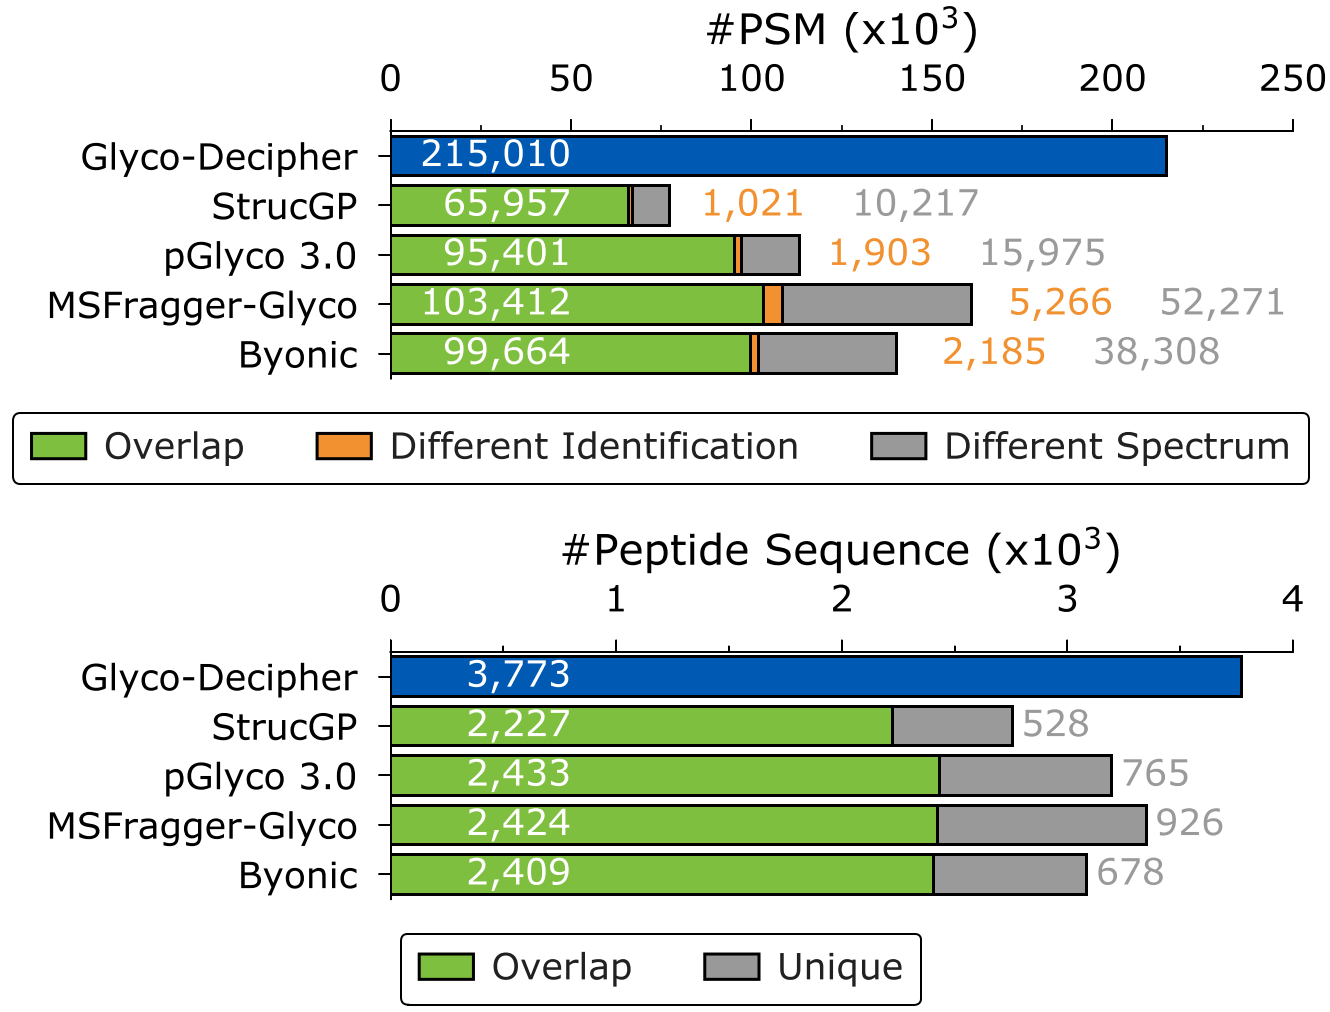 #PSM (x10³)
0 50 100 150 200 250
Glyco-Decipher 215,010
StrucGP 65,957 1,021 10,217
pGlyco 3.0 95,401 1,903 15,975
MSFragger-Glyco 103,412 5,266 52,271
Byonic 99,664 2,185 38,308
Overlap Different Identification Different Spectrum
#Peptide Sequence (x10³)
0 1 2 3 4
Glyco-Decipher 3,773
StrucGP 2,227 528
pGlyco 3.0 2,433 765
MSFragger-Glyco 2,424 926
Byonic 2,409 678
Overlap Unique